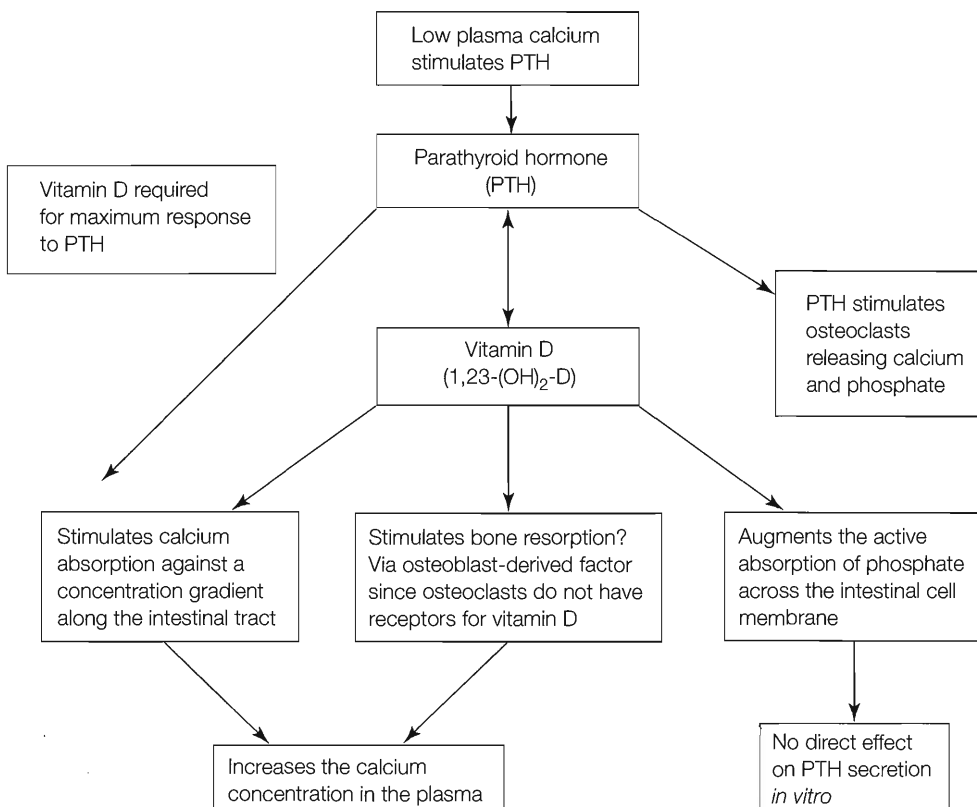 Low plasma calcium
stimulates PTH
Parathyroid hormone
(PTH)
Vitamin D required
for maximum response
to PTH
PTH stimulates
osteoclasts
releasing calcium
and phosphate
Vitamin D
(1,23-(OH)₂-D)
Stimulates calcium
absorption against a
concentration gradient
along the intestinal tract
Stimulates bone resorption?
Via osteoblast-derived factor
since osteoclasts do not have
receptors for vitamin D
Augments the active
absorption of phosphate
across the intestinal cell
membrane
Increases the calcium
concentration in the plasma
No direct effect
on PTH secretion
in vitro